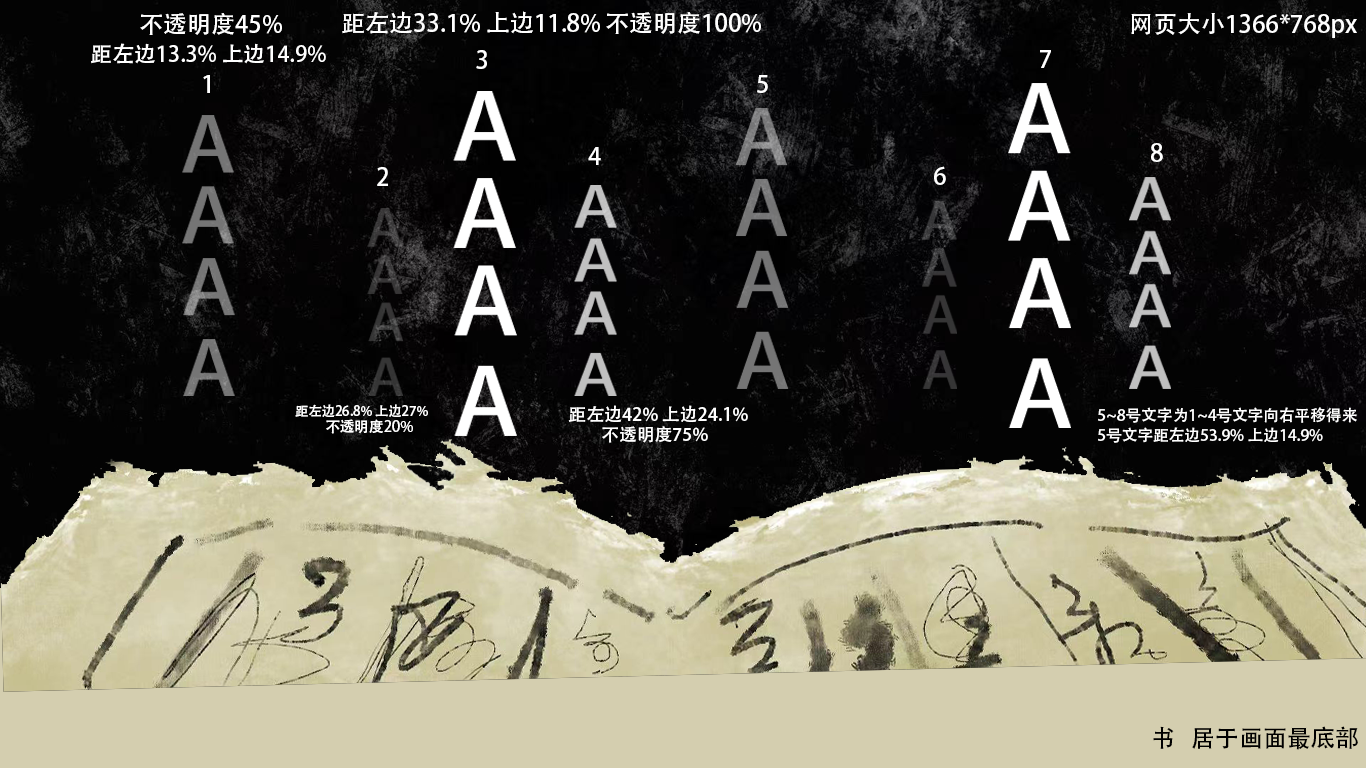 不透明度45%
距左边13.3% 上边14.9%
1
A
A
A
A
2
A
A
A
A
距左边26.8% 上边27%
不透明度20%
距左边33.1% 上边11.8% 不透明度100%
3
A
A
A
A
4
A
A
A
A
距左边42% 上边24.1%
不透明度75%
5
A
A
A
A
6
A
A
A
A
网页大小1366*768px
7
A
A
A
A
8
A
A
A
A
5~8号文字为1~4号文字向右平移得来
5号文字距左边53.9% 上边14.9%
书 居于画面最底部